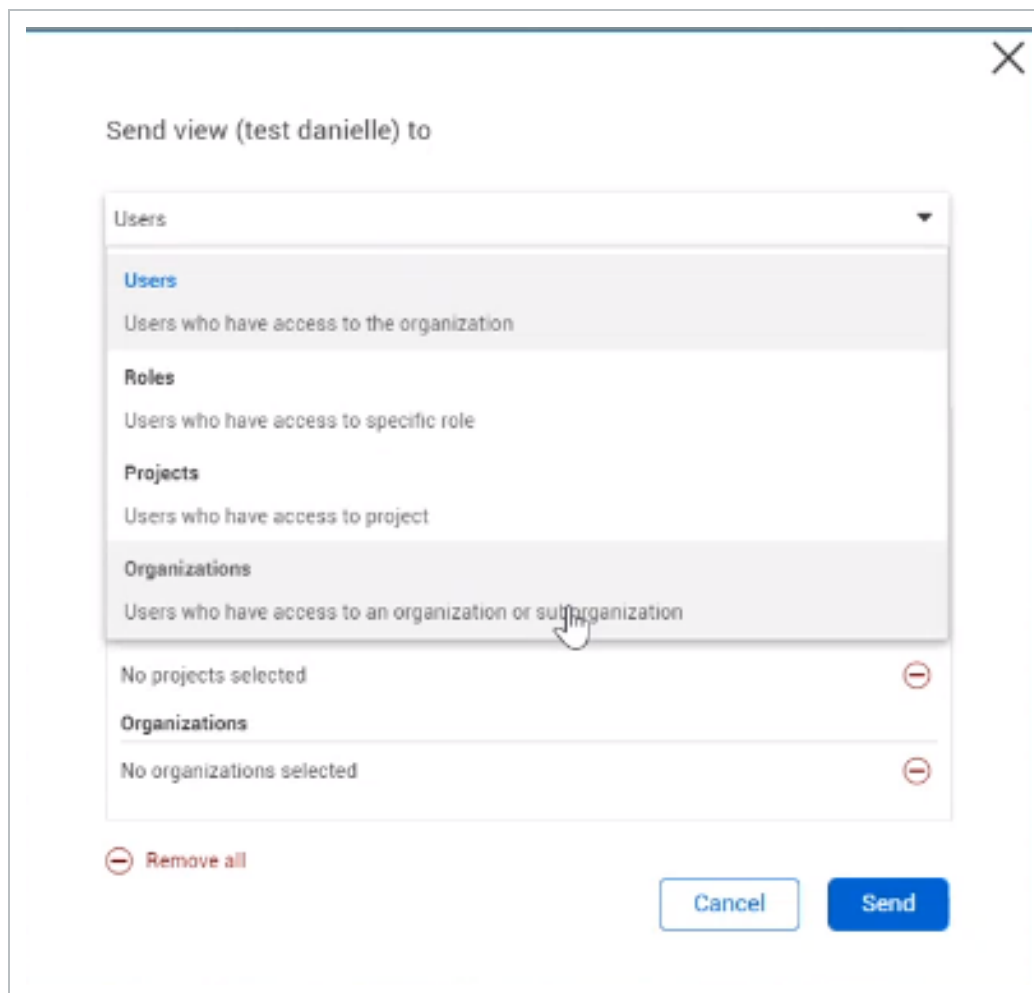 Send view (test danielle) to
Users
Users
Users who have access to the organization
Roles
Users who have access to specific role
Projects
Users who have access to project
Organizations
Users who have access to an organization or suborganization
No projects selected
Organizations
No organizations selected
Remove all
Cancel
Send